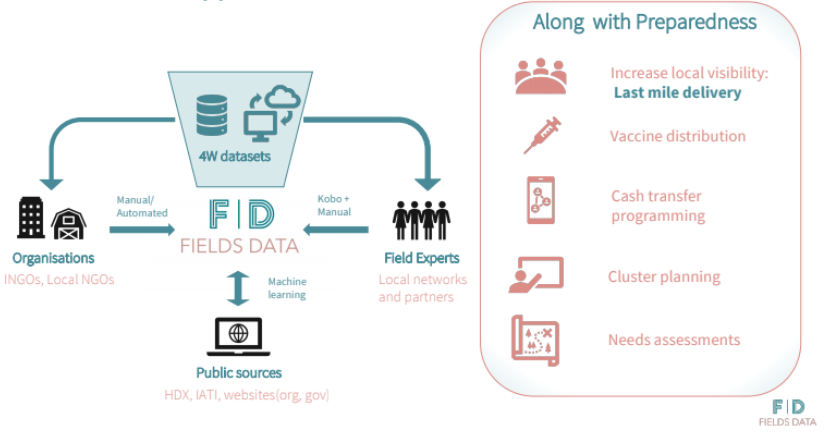 4W datasets
Manual/
Automated
F|D
FIELDS DATA
Kobo +
Manual
Organisations
INGOs, Local NGOs
Field Experts
Local networks
and partners
Machine
learning
Public sources
HDX, IATI, websites(org, gov)
Along with Preparedness
Increase local visibility:
Last mile delivery
Vaccine distribution
Cash transfer
programming
Cluster planning
Needs assessments
F|D
FIELDS DATA